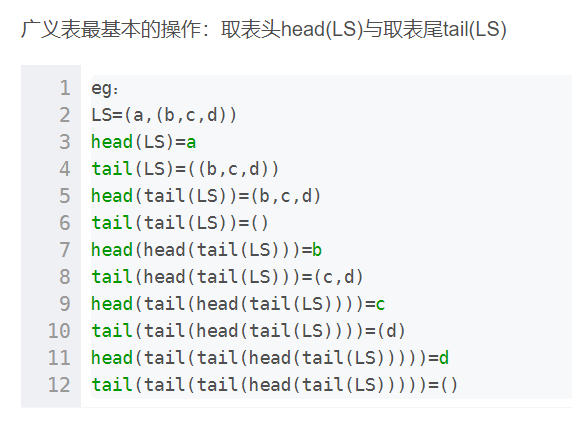 广义表最基本的操作：取表头head(LS)与取表尾tail(LS)
1 eg：
2 LS=(a,(b,c,d))
3 head(LS)=a
4 tail(LS)=((b,c,d))
5 head(tail(LS))=(b,c,d)
6 tail(tail(LS))=()
7 head(head(tail(LS)))=b
8 tail(head(tail(LS)))=(c,d)
9 head(tail(head(tail(LS))))=c
10 tail(tail(head(tail(LS))))=(d)
11 head(tail(tail(head(tail(LS)))))=d
12 tail(tail(tail(head(tail(LS)))))=()